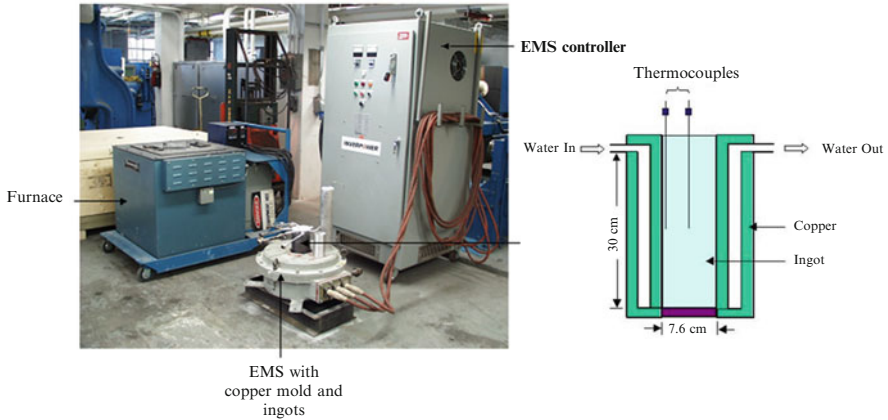 EMS controller
Thermocouples
Water In
Water Out
INVERPOWER
Furnace
30 cm
Copper
Ingot
7.6 cm
EMS with
copper mold and
ingots